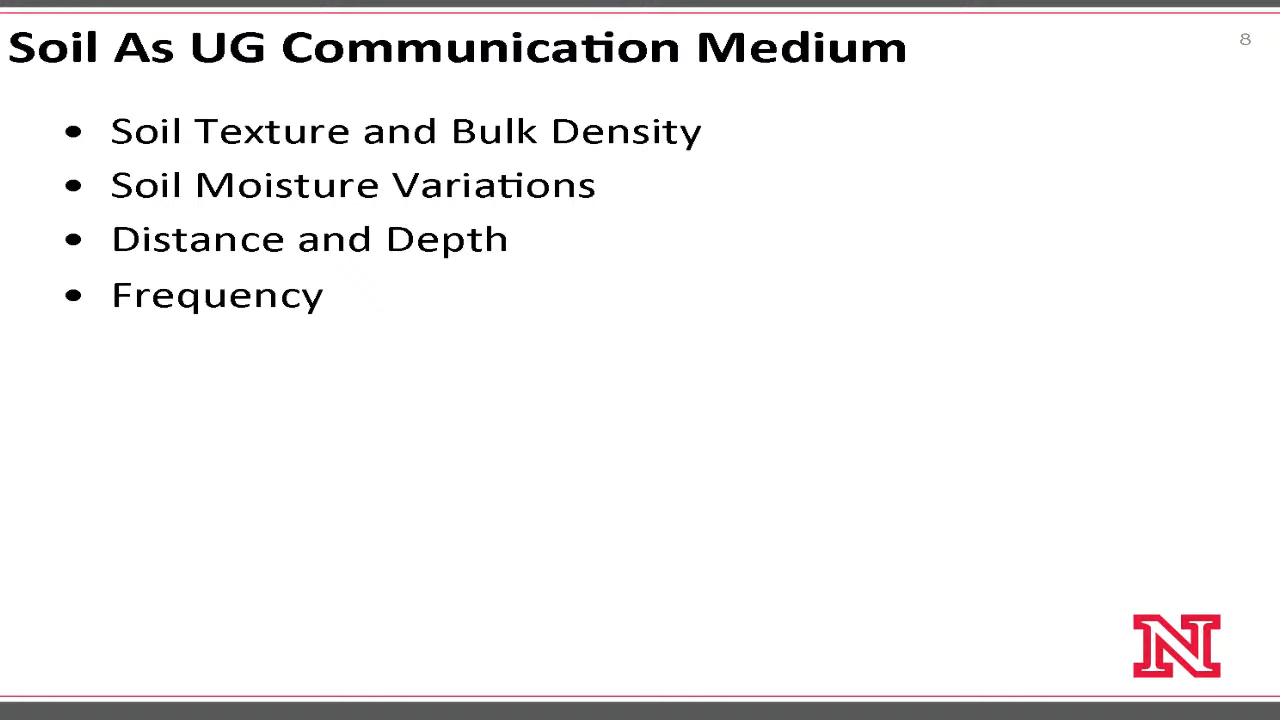 Soil As UG Communication Medium
8
• Soil Texture and Bulk Density
• Soil Moisture Variations
• Distance and Depth
• Frequency
N